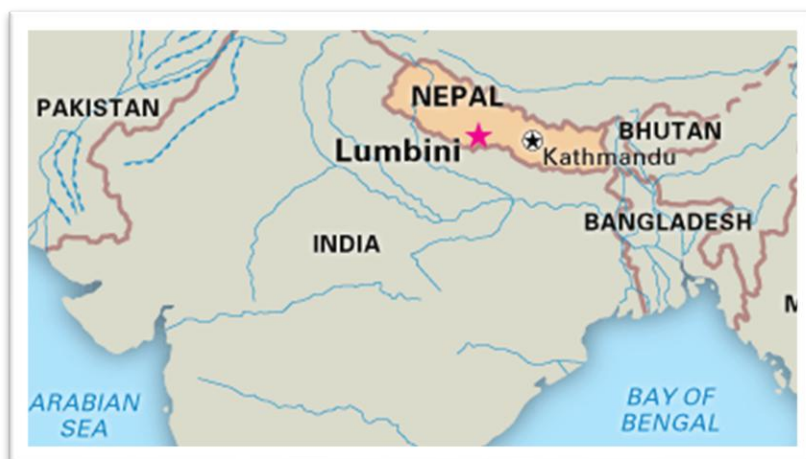 PAKISTAN
NEPAL
BHUTAN
Lumbini
Kathmandu
BANGLADESH
INDIA
M
ARABIAN
SEA
BAY OF
BENGAL